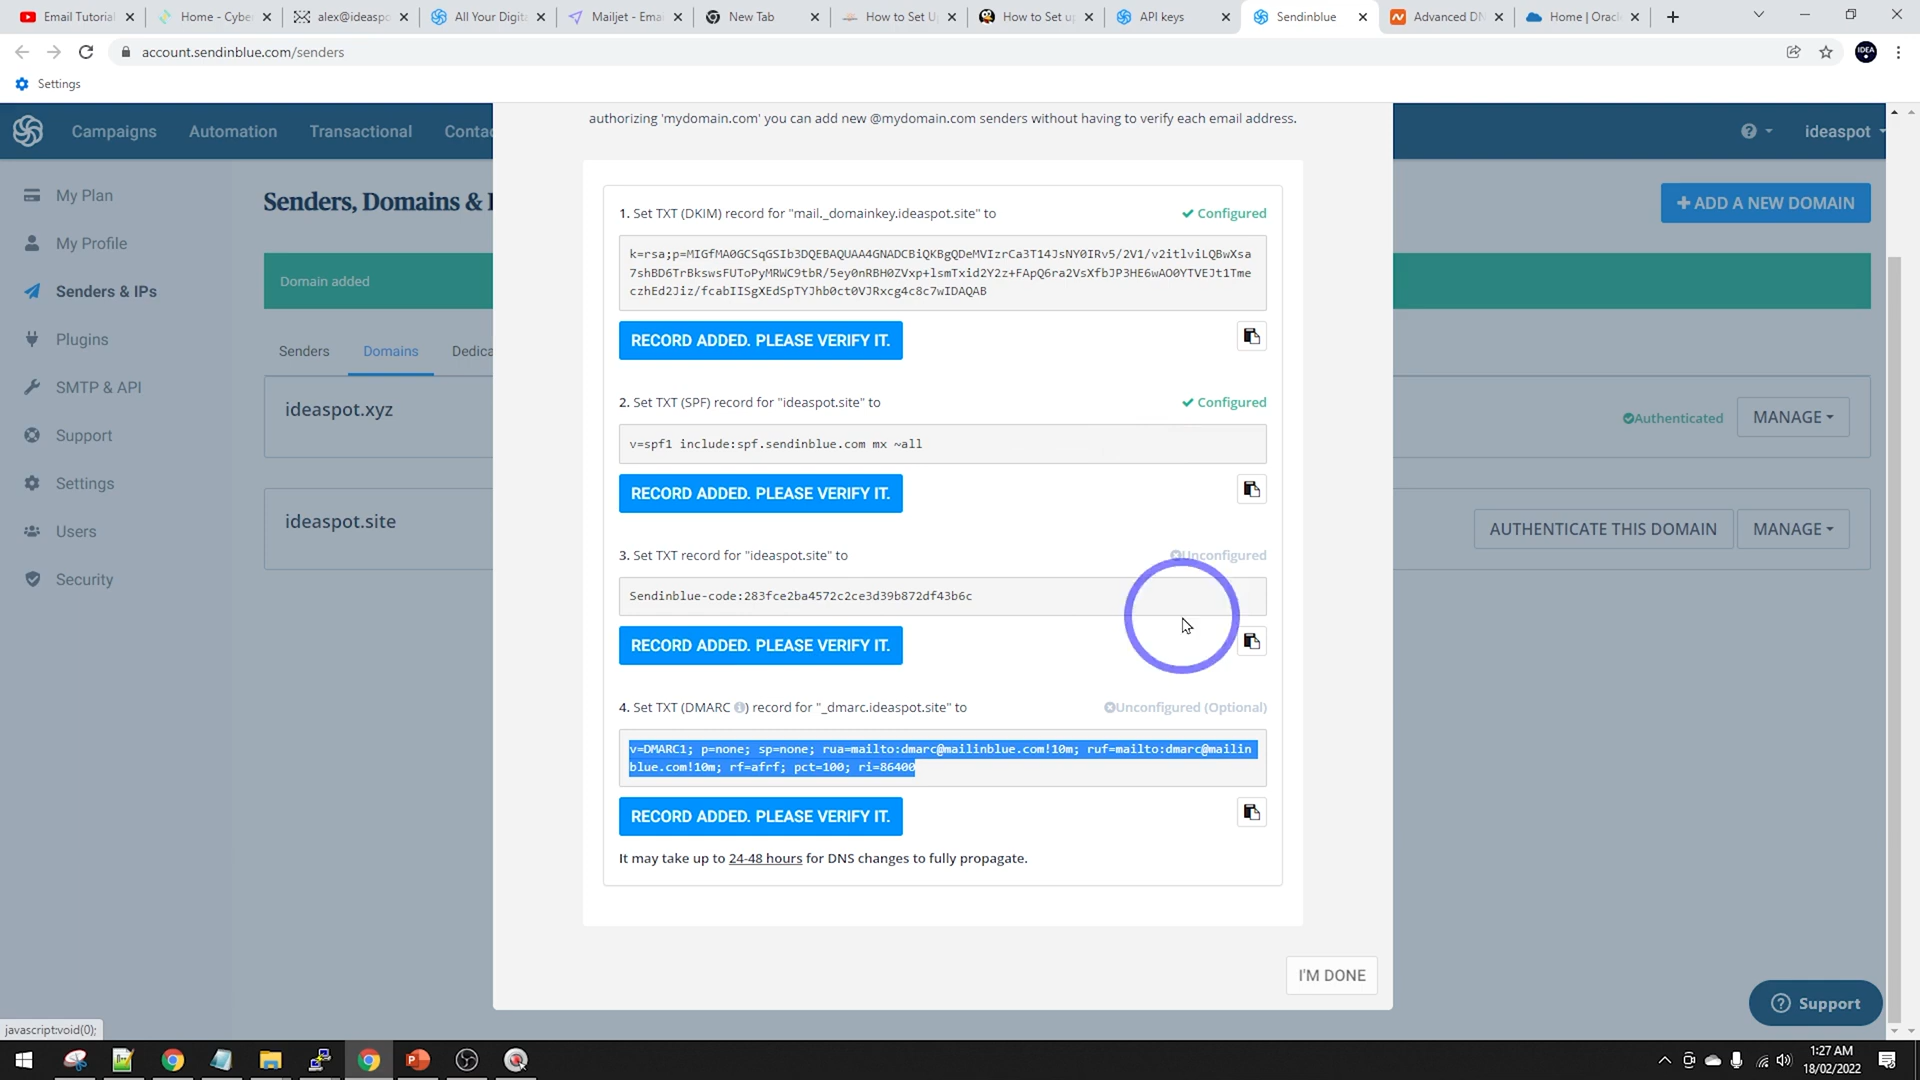 Email Tutorial
Home - Cyber
alex@ideaspo
All Your Digita
Mailjet - Emai
New Tab
How to Set U
How to Set up
API keys
Sendinblue
Advanced DN
Home | Oracl
account.sendinblue.com/senders
IDEA
Settings
Campaigns
Automation
Transactional
Contac
ideaspot
authorizing 'mydomain.com' you can add new @mydomain.com senders without having to verify each email address.
My Plan
My Profile
Senders & IPs
Plugins
SMTP & API
Support
Settings
Users
Security
Senders, Domains & I
+ ADD A NEW DOMAIN
Domain added
Senders
Domains
Dedica
ideaspot.xyz
Authenticated
MANAGE
ideaspot.site
AUTHENTICATE THIS DOMAIN
MANAGE
1. Set TXT (DKIM) record for "mail._domainkey.ideaspot.site" to
Configured
k=rsa;p=MIGfMA0GCSqGSIb3DQEBAQUAA4GNADCBiQKBgQDeMVIzrCa3T14JsNY0IRv5/2V1/v2itlviLQBwXsa
7shBD6TrBkswsFUToPyMRWC9tbR/5ey0nRBH0ZVxp+lsmTxid2Y2z+FApQ6ra2VsXfbJP3HE6wAO0YTVEJt1Tme
czhEd2Jiz/fcabIISgXEdSpTYJhb0ct0VJRxcg4c8c7wIDAQAB
RECORD ADDED. PLEASE VERIFY IT.
2. Set TXT (SPF) record for "ideaspot.site" to
Configured
v=spf1 include:spf.sendinblue.com mx ~all
RECORD ADDED. PLEASE VERIFY IT.
3. Set TXT record for "ideaspot.site" to
Unconfigured
Sendinblue-code:283fce2ba4572c2ce3d39b872df43b6c
RECORD ADDED. PLEASE VERIFY IT.
4. Set TXT (DMARC) record for "_dmarc.ideaspot.site" to
Unconfigured (Optional)
v=DMARC1; p=none; sp=none; rua=mailto:dmarc@mailinblue.com!10m; ruf=mailto:dmarc@mailin
blue.com!10m; rf=afrf; pct=100; ri=86400
RECORD ADDED. PLEASE VERIFY IT.
It may take up to 24-48 hours for DNS changes to fully propagate.
I'M DONE
Support
javascript:void(0);
1:27 AM
18/02/2022